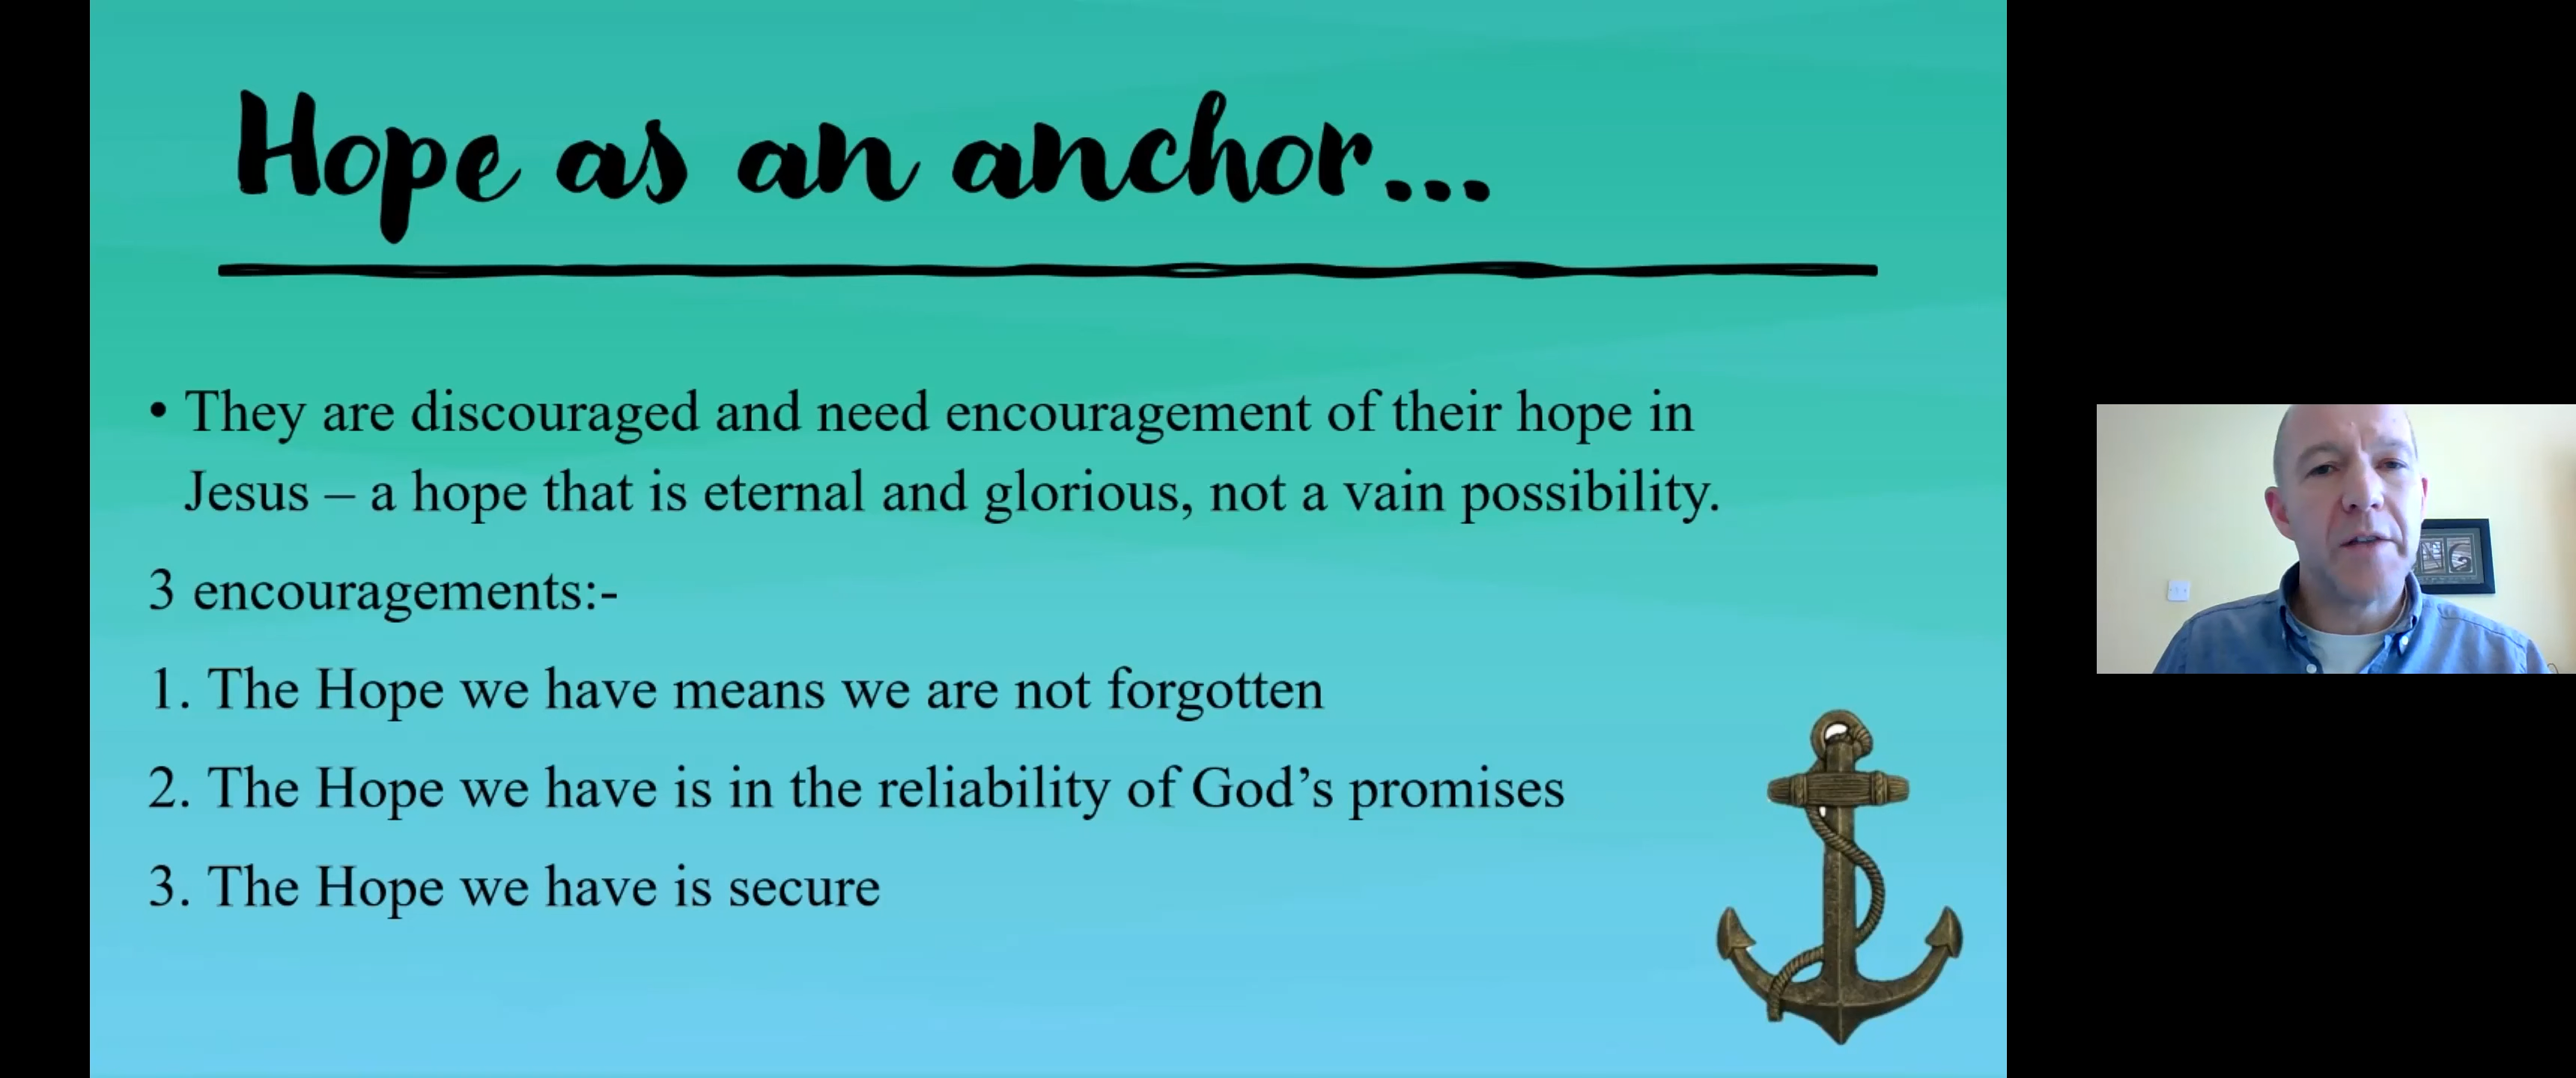 Hope as an anchor...
• They are discouraged and need encouragement of their hope in
Jesus – a hope that is eternal and glorious, not a vain possibility.
3 encouragements:-
1. The Hope we have means we are not forgotten
2. The Hope we have is in the reliability of God’s promises
3. The Hope we have is secure